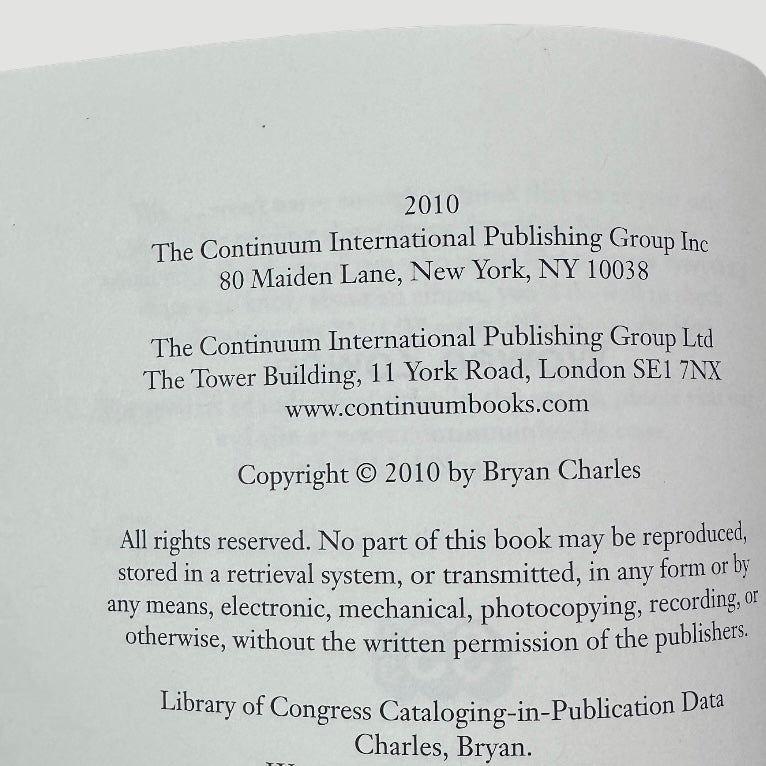 2010
The Continuum International Publishing Group Inc
80 Maiden Lane, New York, NY 10038
The Continuum International Publishing Group Ltd
The Tower Building, 11 York Road, London SE1 7NX
www.continuumbooks.com
Copyright © 2010 by Bryan Charles
All rights reserved. No part of this book may be reproduced,
stored in a retrieval system, or transmitted, in any form or by
any means, electronic, mechanical, photocopying, recording, or
otherwise, without the written permission of the publishers.
Library of Congress Cataloging-in-Publication Data
Charles, Bryan.